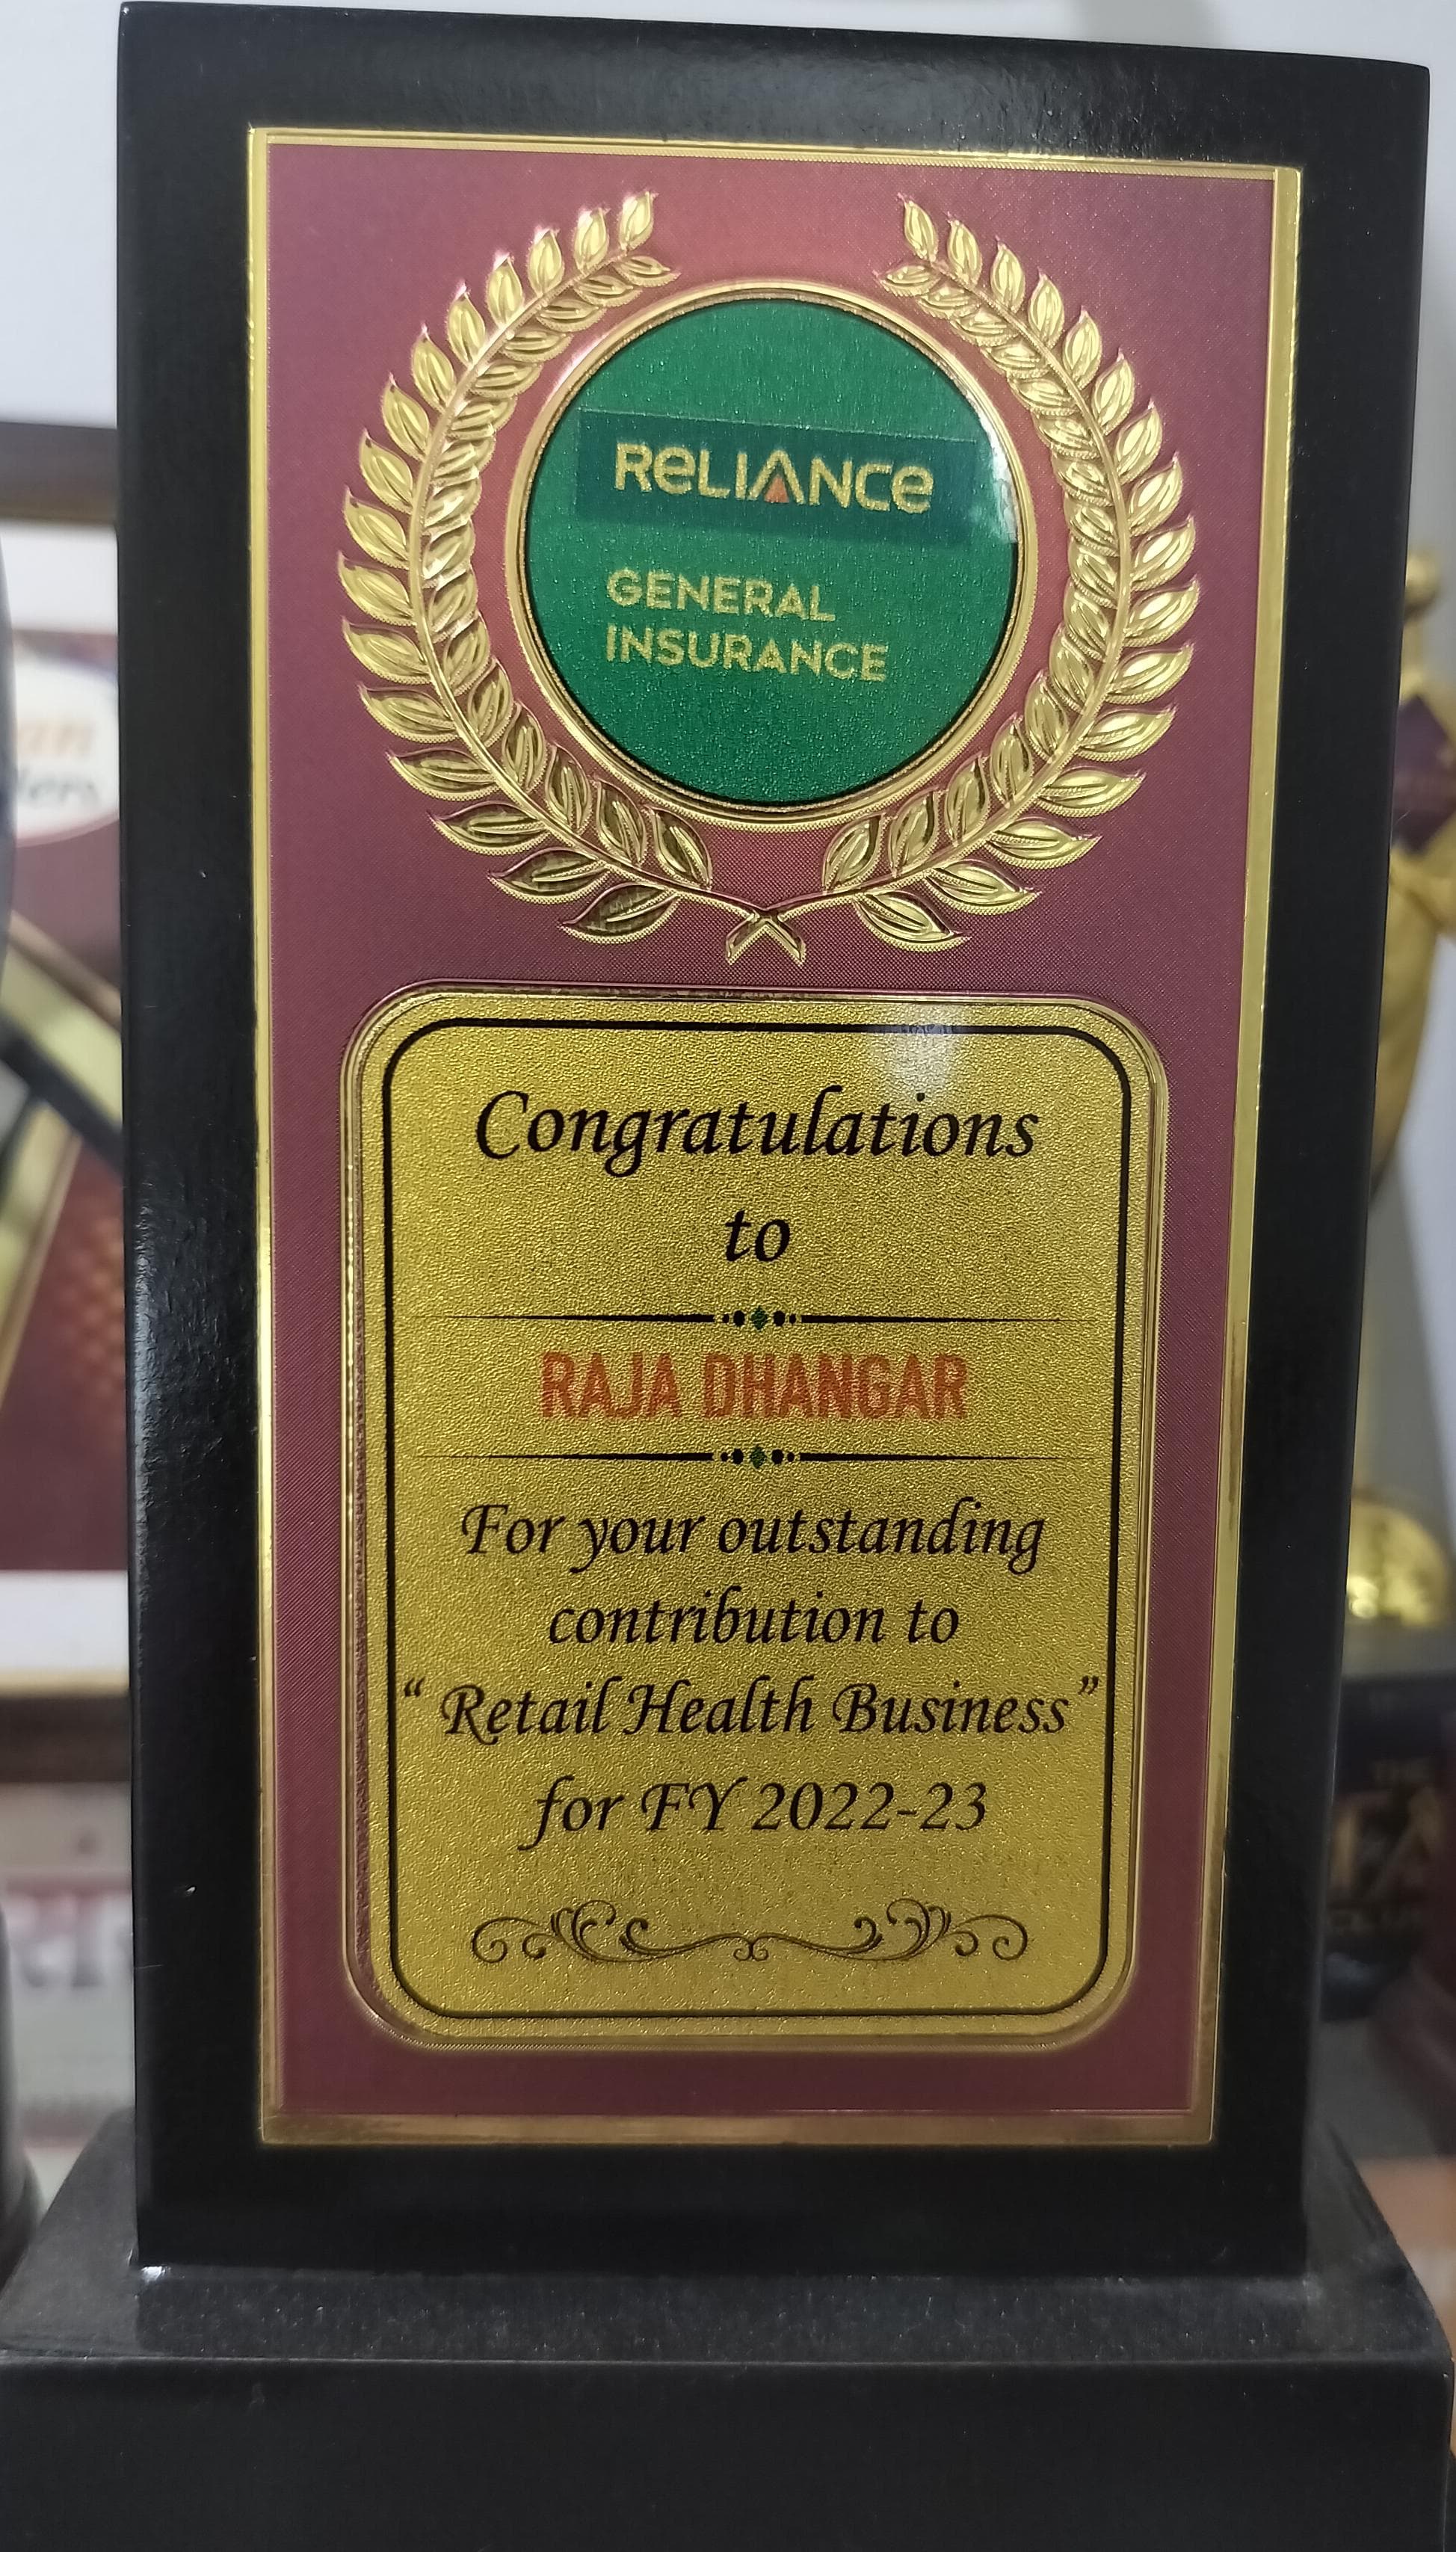 RELIANCE
GENERAL
INSURANCE
Congratulations
to
RAJA DHANGAR
For your outstanding
contribution to
“ Retail Health Business”
for FY 2022-23
THE